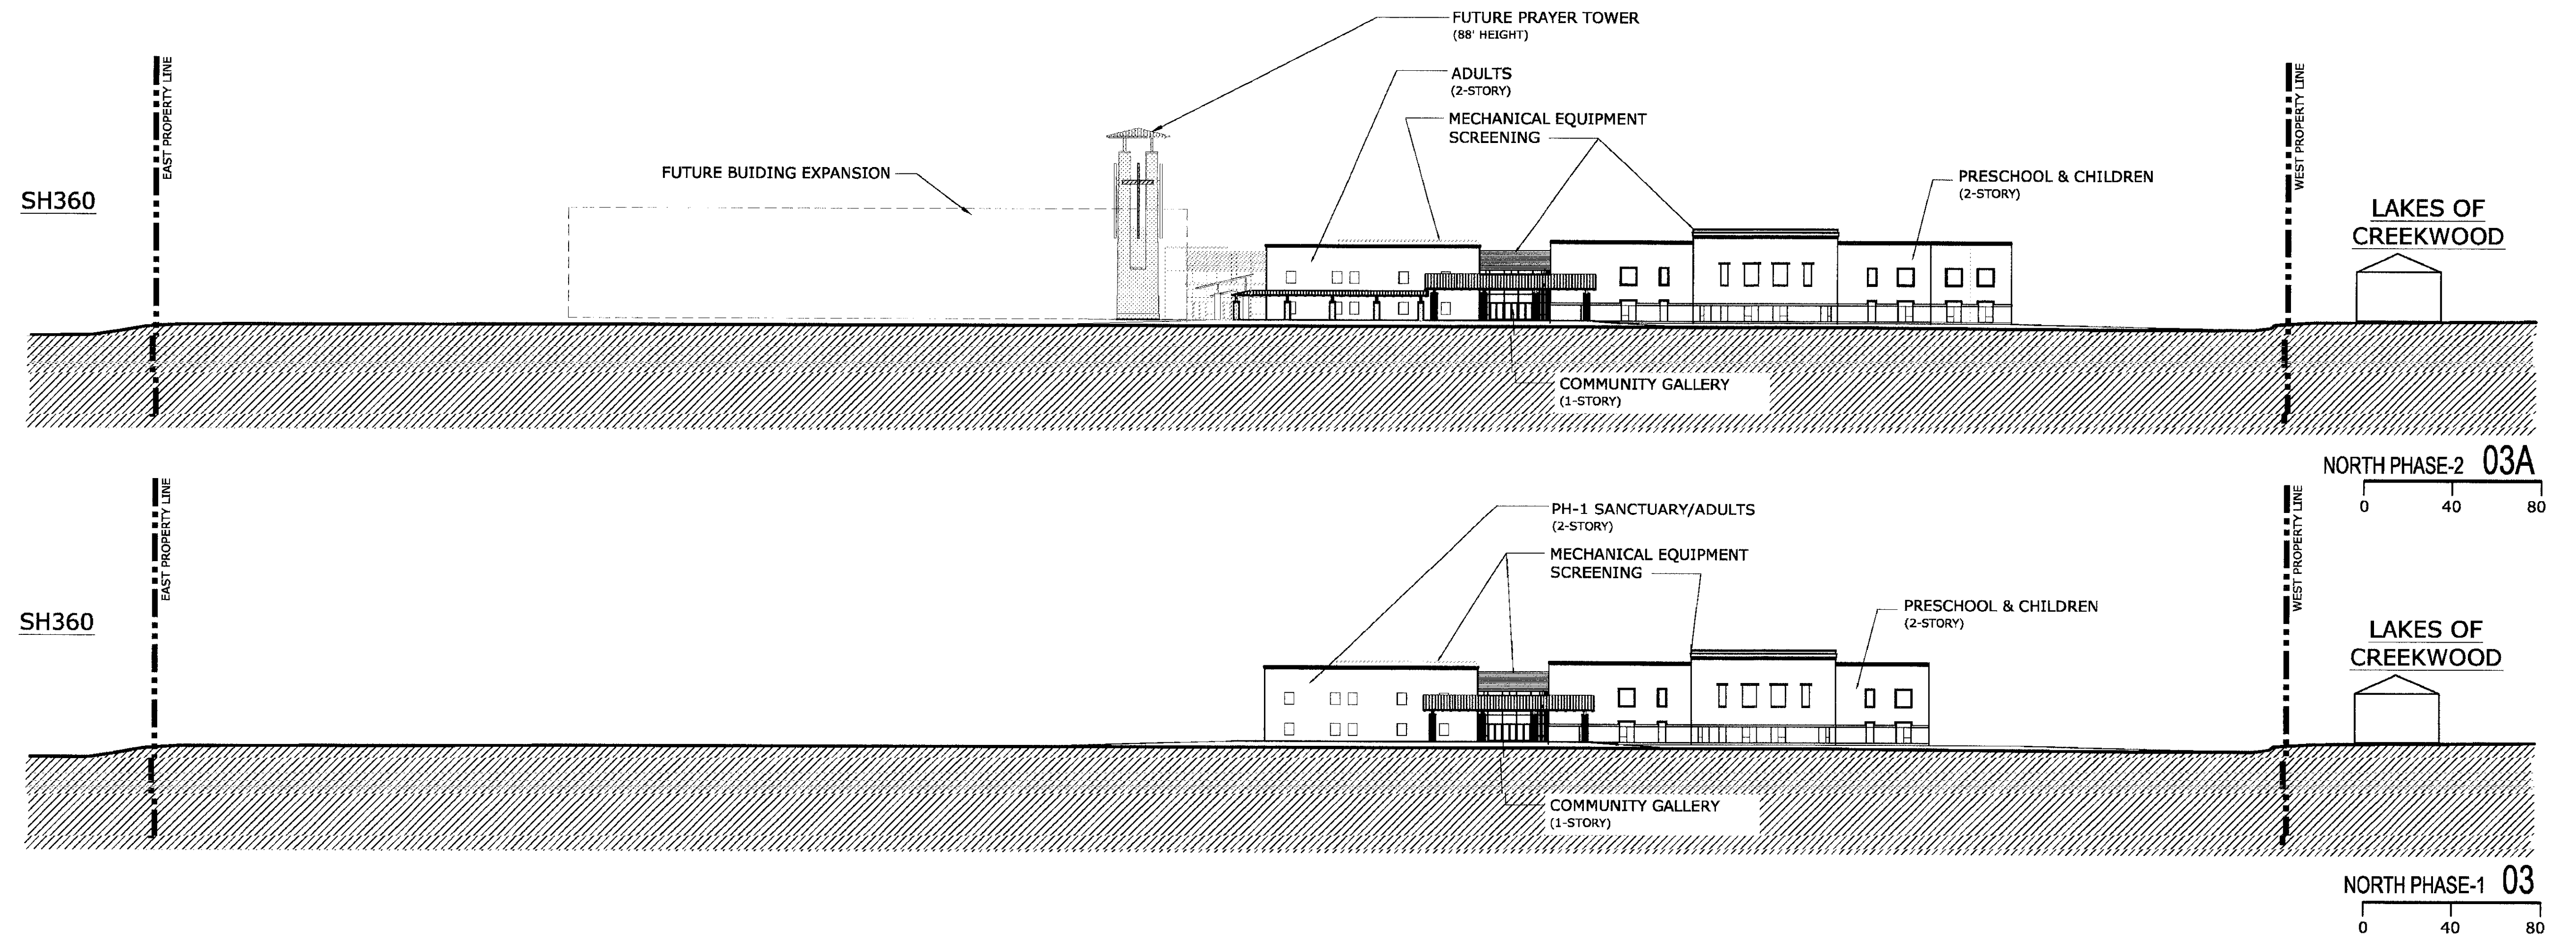 FUTURE PRAYER TOWER
(88' HEIGHT)
ADULTS
(2-STORY)
MECHANICAL EQUIPMENT
SCREENING
FUTURE BUIDING EXPANSION
PRESCHOOL & CHILDREN
(2-STORY)
EAST PROPERTY LINE
WEST PROPERTY LINE
SH360
LAKES OF
CREEKWOOD
COMMUNITY GALLERY
(1-STORY)
NORTH PHASE-2 03A
0 40 80
PH-1 SANCTUARY/ADULTS
(2-STORY)
MECHANICAL EQUIPMENT
SCREENING
PRESCHOOL & CHILDREN
(2-STORY)
EAST PROPERTY LINE
WEST PROPERTY LINE
SH360
LAKES OF
CREEKWOOD
COMMUNITY GALLERY
(1-STORY)
NORTH PHASE-1 03
0 40 80